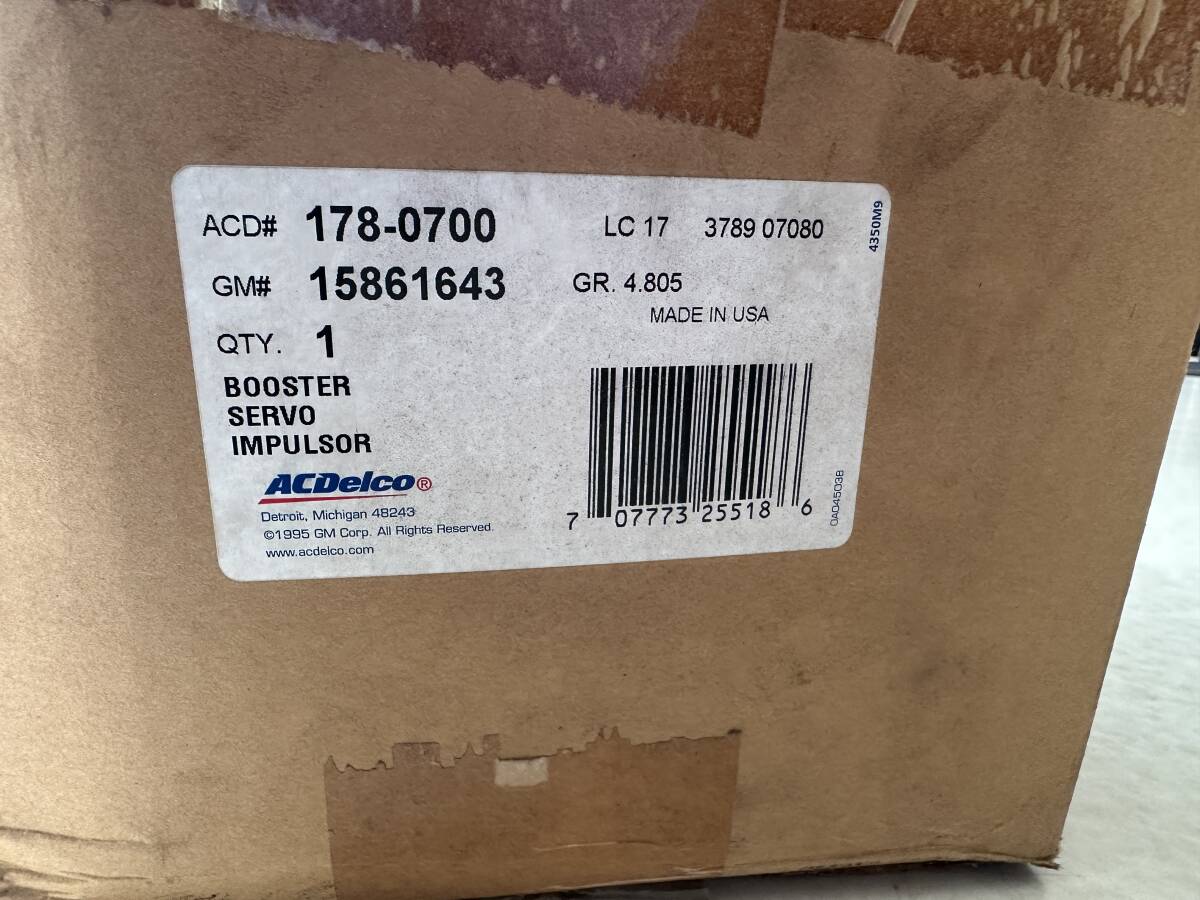 ACD# 178-0700 LC 17 3789 07080
4350M9
GM# 15861643 GR. 4.805
MADE IN USA
QTY. 1
BOOSTER
SERVO
IMPULSOR
ACDelco®
Detroit, Michigan 48243
©1995 GM Corp. All Rights Reserved.
www.acdelco.com
7 07773 25518 6
0A04503B